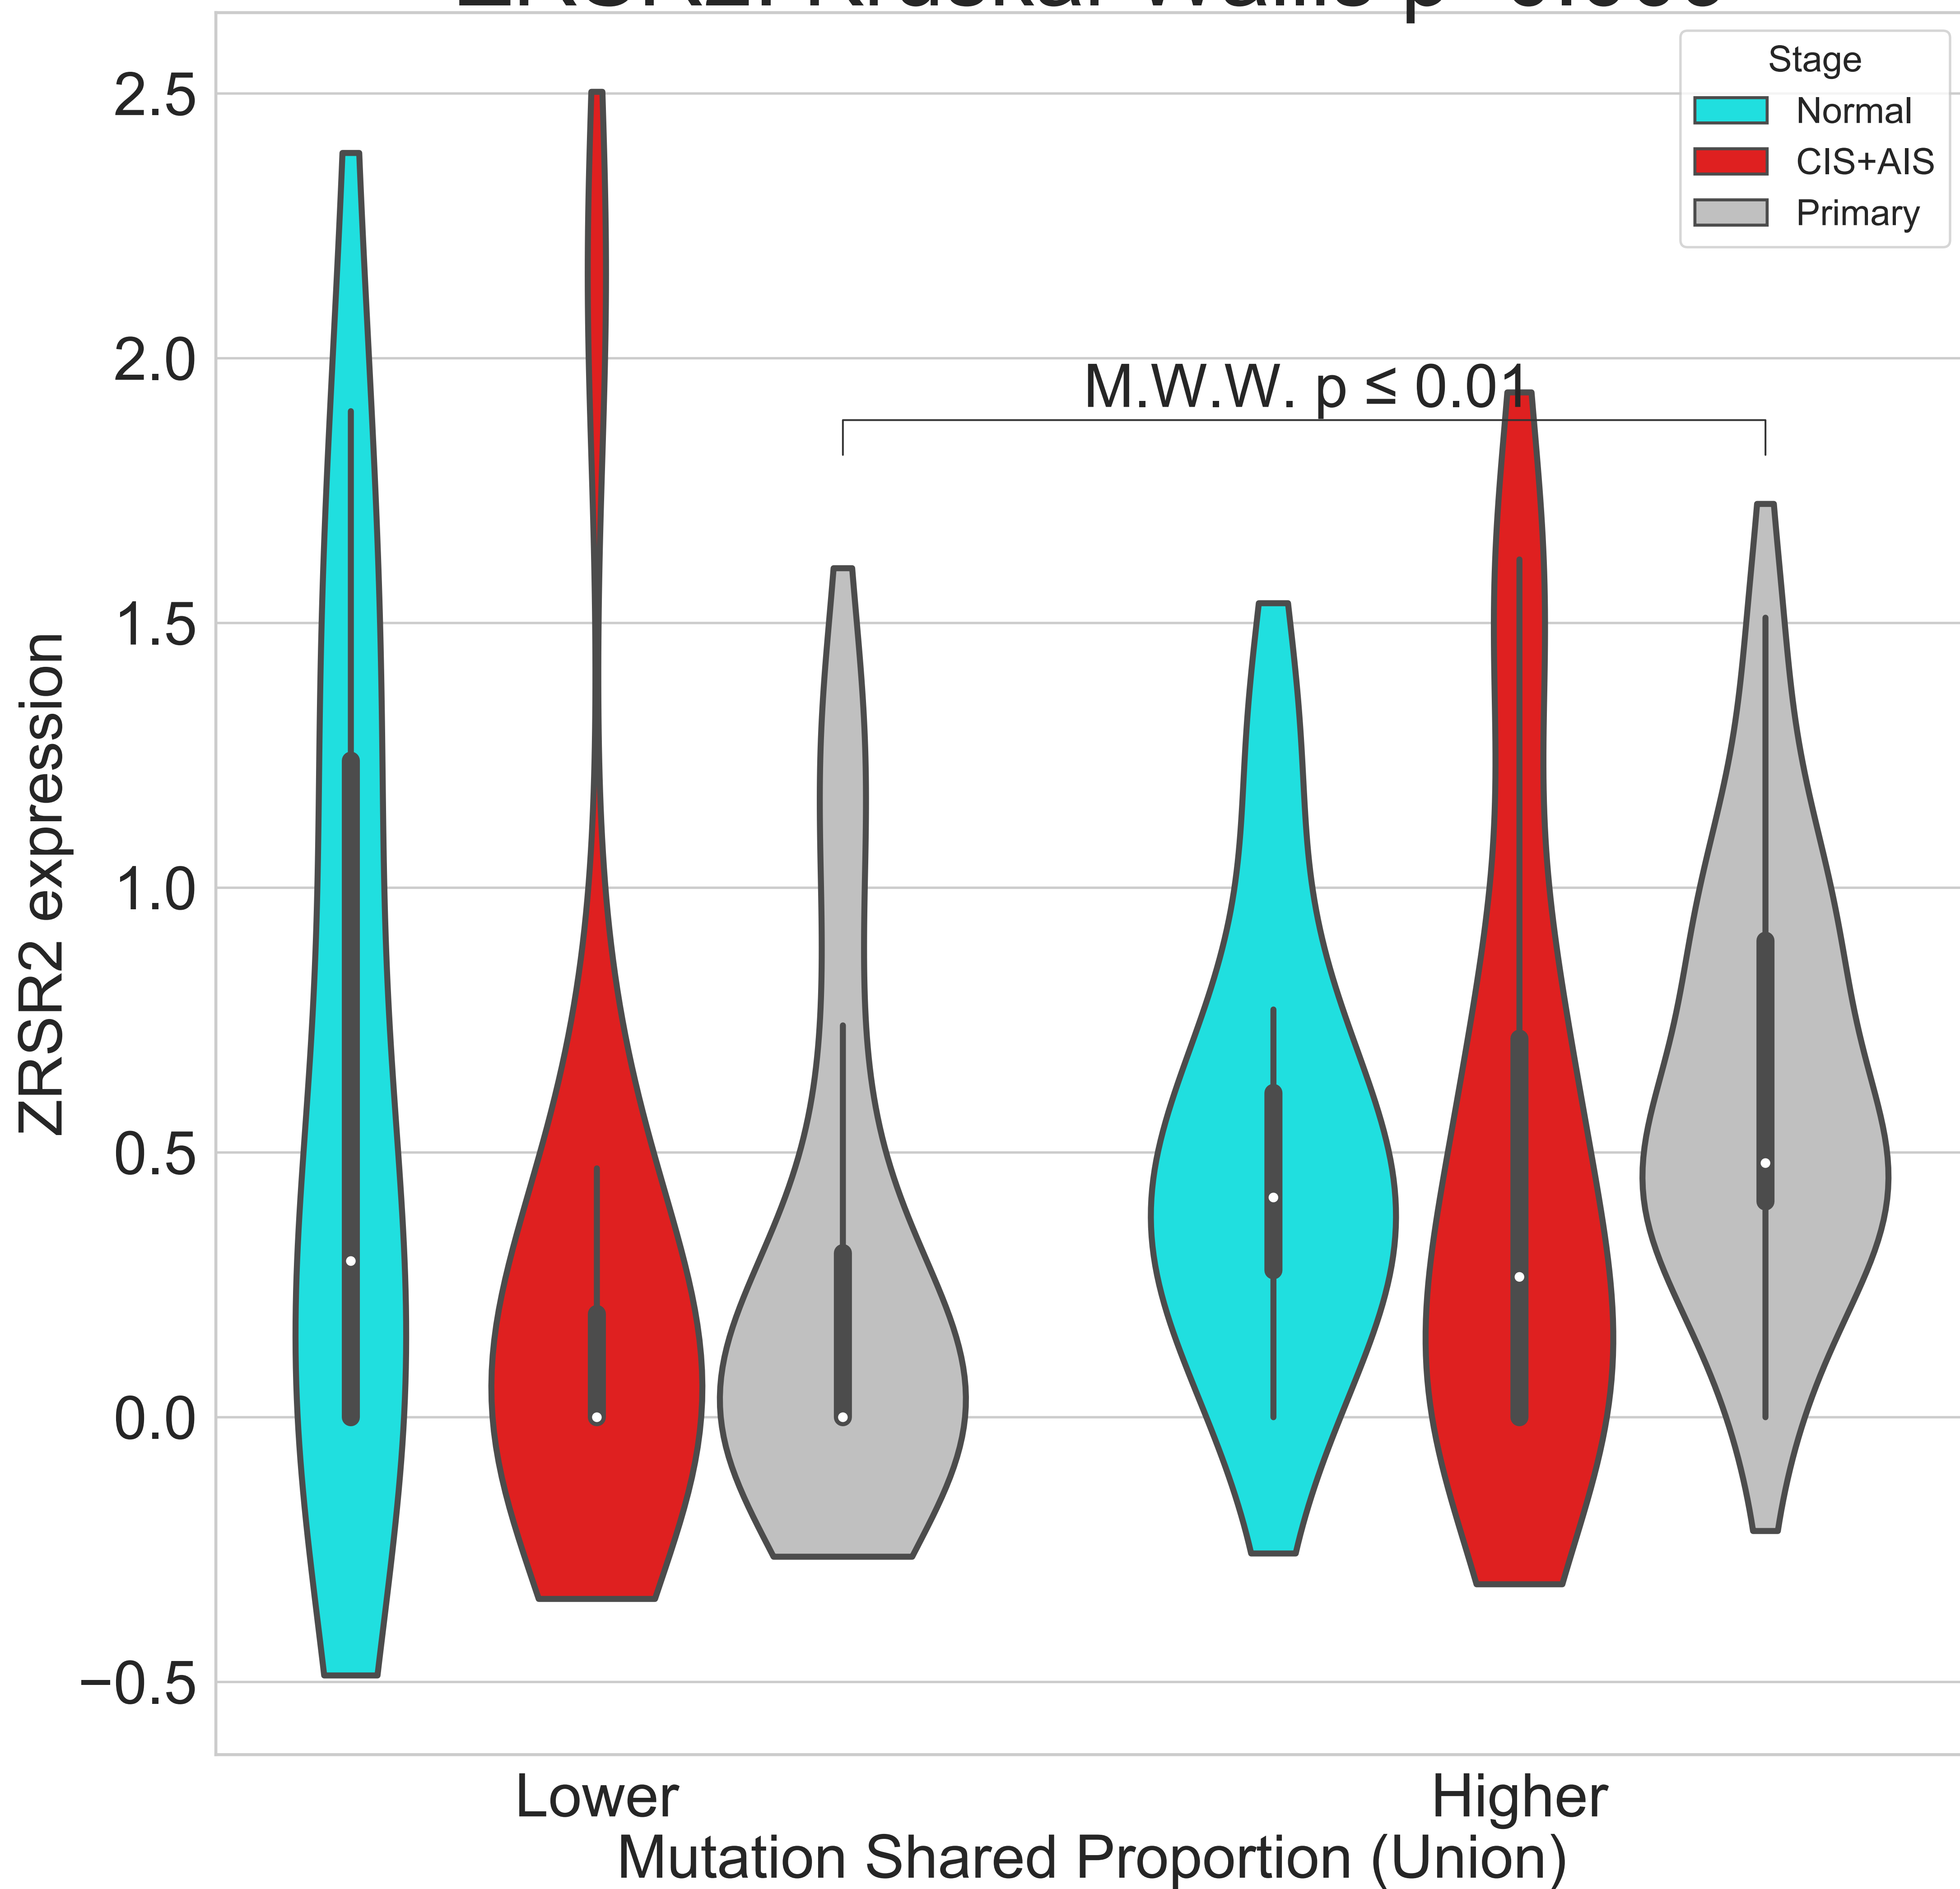 Stage
Normal
CIS+AIS
Primary
2.5
2.0
1.5
1.0
0.5
0.0
−0.5
M.W.W. p ≤ 0.01
ZRSR2 expression
Lower
Higher
Mutation Shared Proportion (Union)